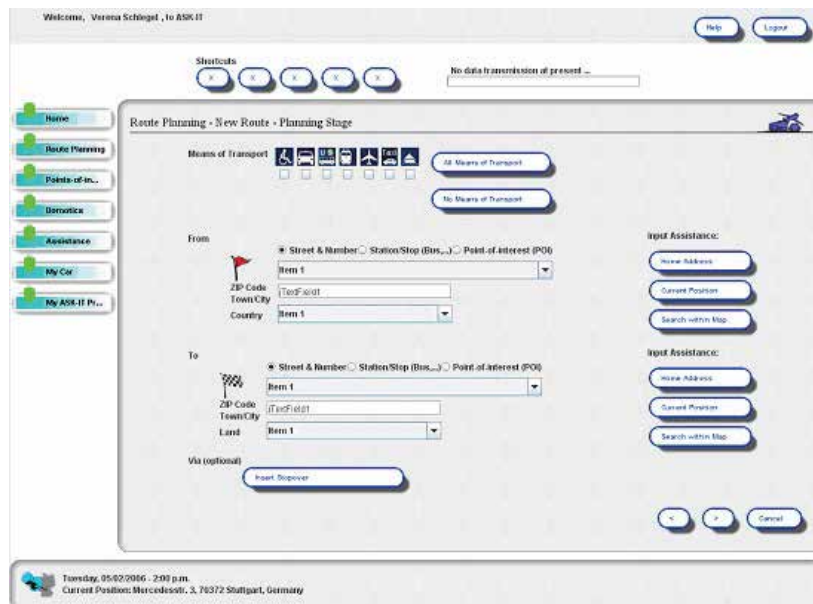 Welcome, Verena Schlegel , to ASK-IT
Help
Logout
Shortcuts
X X X X X
No data transmission at present ...
Home
Route Planning
Points-of-in...
Domotics
Assistance
My Car
My ASK-IT Pr...
Route Planning - New Route - Planning Stage
Means of Transport
All Means of Transport
No Means of Transport
From
Street & Number Station/Stop (Bus,...) Point-of-interest (POI)
Item 1
ZIP Code
Town/City
jTextField1
Country
Item 1
Input Assistance:
Home Address
Current Position
Search within Map
To
Street & Number Station/Stop (Bus,...) Point-of-interest (POI)
Item 1
ZIP Code
Town/City
jTextField1
Land
Item 1
Input Assistance:
Home Address
Current Position
Search within Map
Via (optional)
Insert Stopover
< > Cancel
Tuesday, 05/02/2006 - 2:00 p.m.
Current Position: Mercedesstr. 3, 70372 Stuttgart, Germany